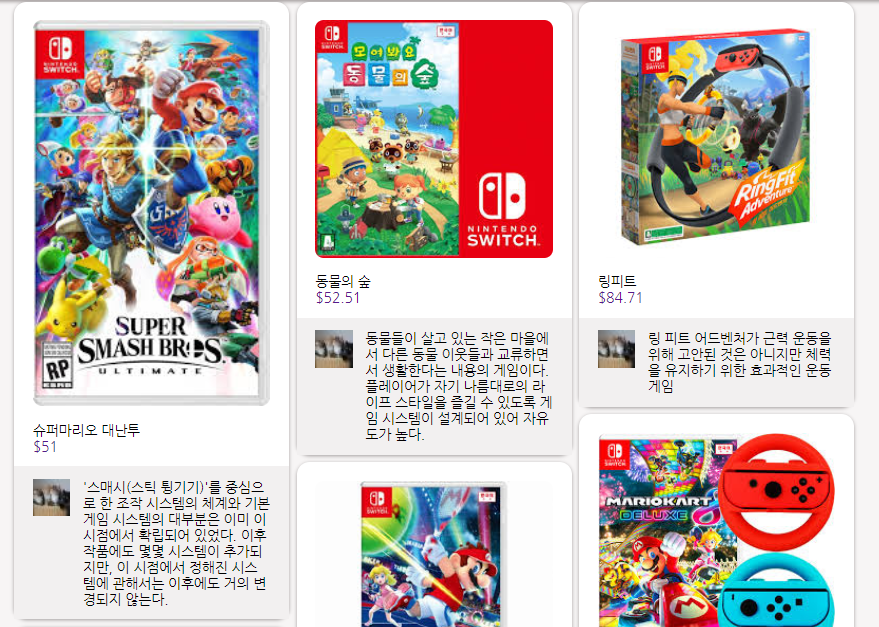 NINTENDO
SWITCH.
SUPER
SMASH BROS.
ULTIMATE
RP
ESRB
슈퍼마리오 대난투
$51
'스매시(스틱 튕기기)'를 중심으
로 한 조작 시스템의 체계와 기본
게임 시스템의 대부분은 이미 이
시점에서 확립되어 있었다. 이후
작품에도 몇몇 시스템이 추가되
지만, 이 시점에서 정해진 시스
템에 관해서는 이후에도 거의 변
경되지 않는다.
NINTENDO
SWITCH.
한국어
모여봐요
동물의 숲
NINTENDO
SWITCH
동물의 숲
$52.51
동물들이 살고 있는 작은 마을에
서 다른 동물 이웃들과 교류하면
서 생활한다는 내용의 게임이다.
플레이어가 자기 나름대로의 라
이프 스타일을 즐길 수 있도록 게
임 시스템이 설계되어 있어 자유
도가 높다.
NINTENDO
SWITCH
한국어
NINTENDO
SWITCH
RingFit
Adventure
링피트
$84.71
링 피트 어드벤처가 근력 운동을
위해 고안된 것은 아니지만 체력
을 유지하기 위한 효과적인 운동
게임
NINTENDO
SWITCH
한국어
MARIOKART
DELUXE 8